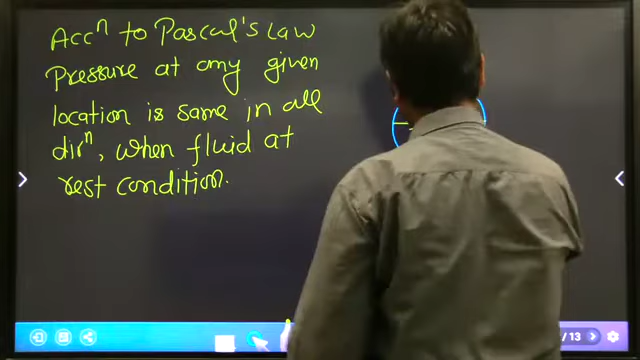 Accⁿ to Pascal's Law
Pressure at any given
location is same in all
dirⁿ, when fluid at
rest condition.
/ 13